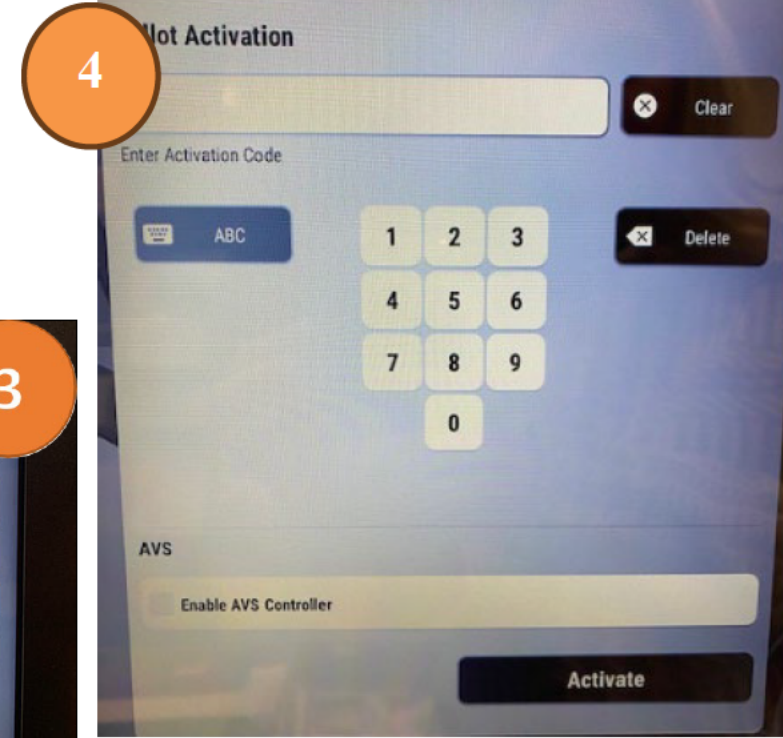 4
Activation
Clear
Enter Activation Code
ABC
1 2 3
Delete
4 5 6
7 8 9
3
0
AVS
Enable AVS Controller
Activate